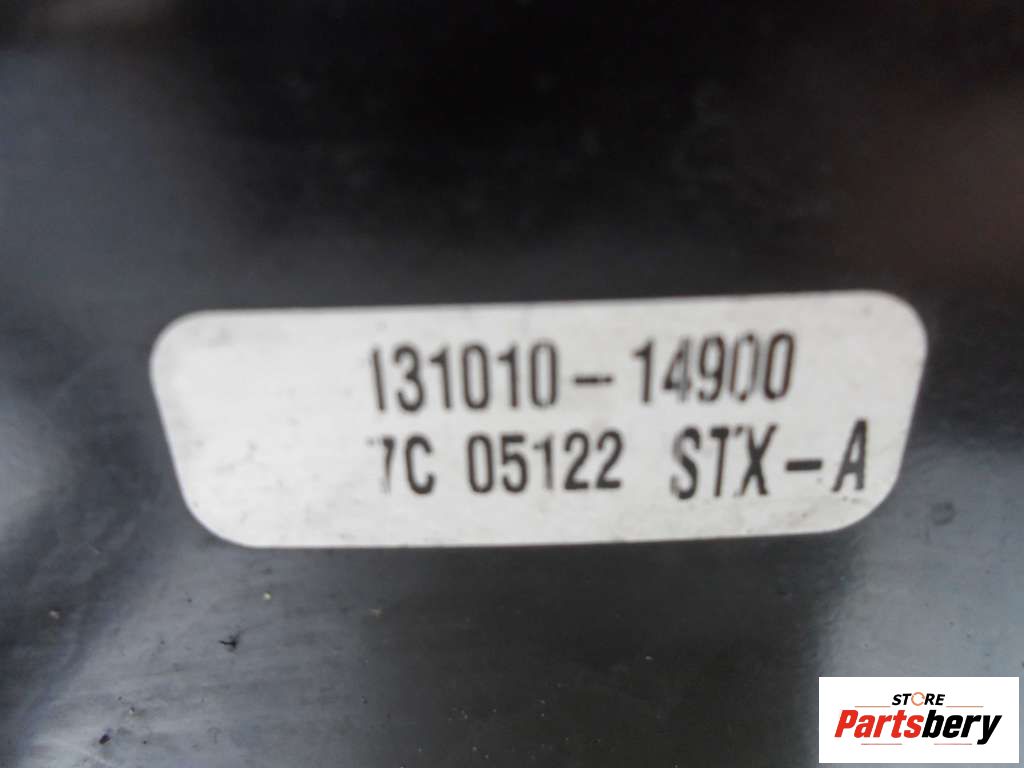 131010-14900
7C 05122 STX-A
STORE
Partsbery